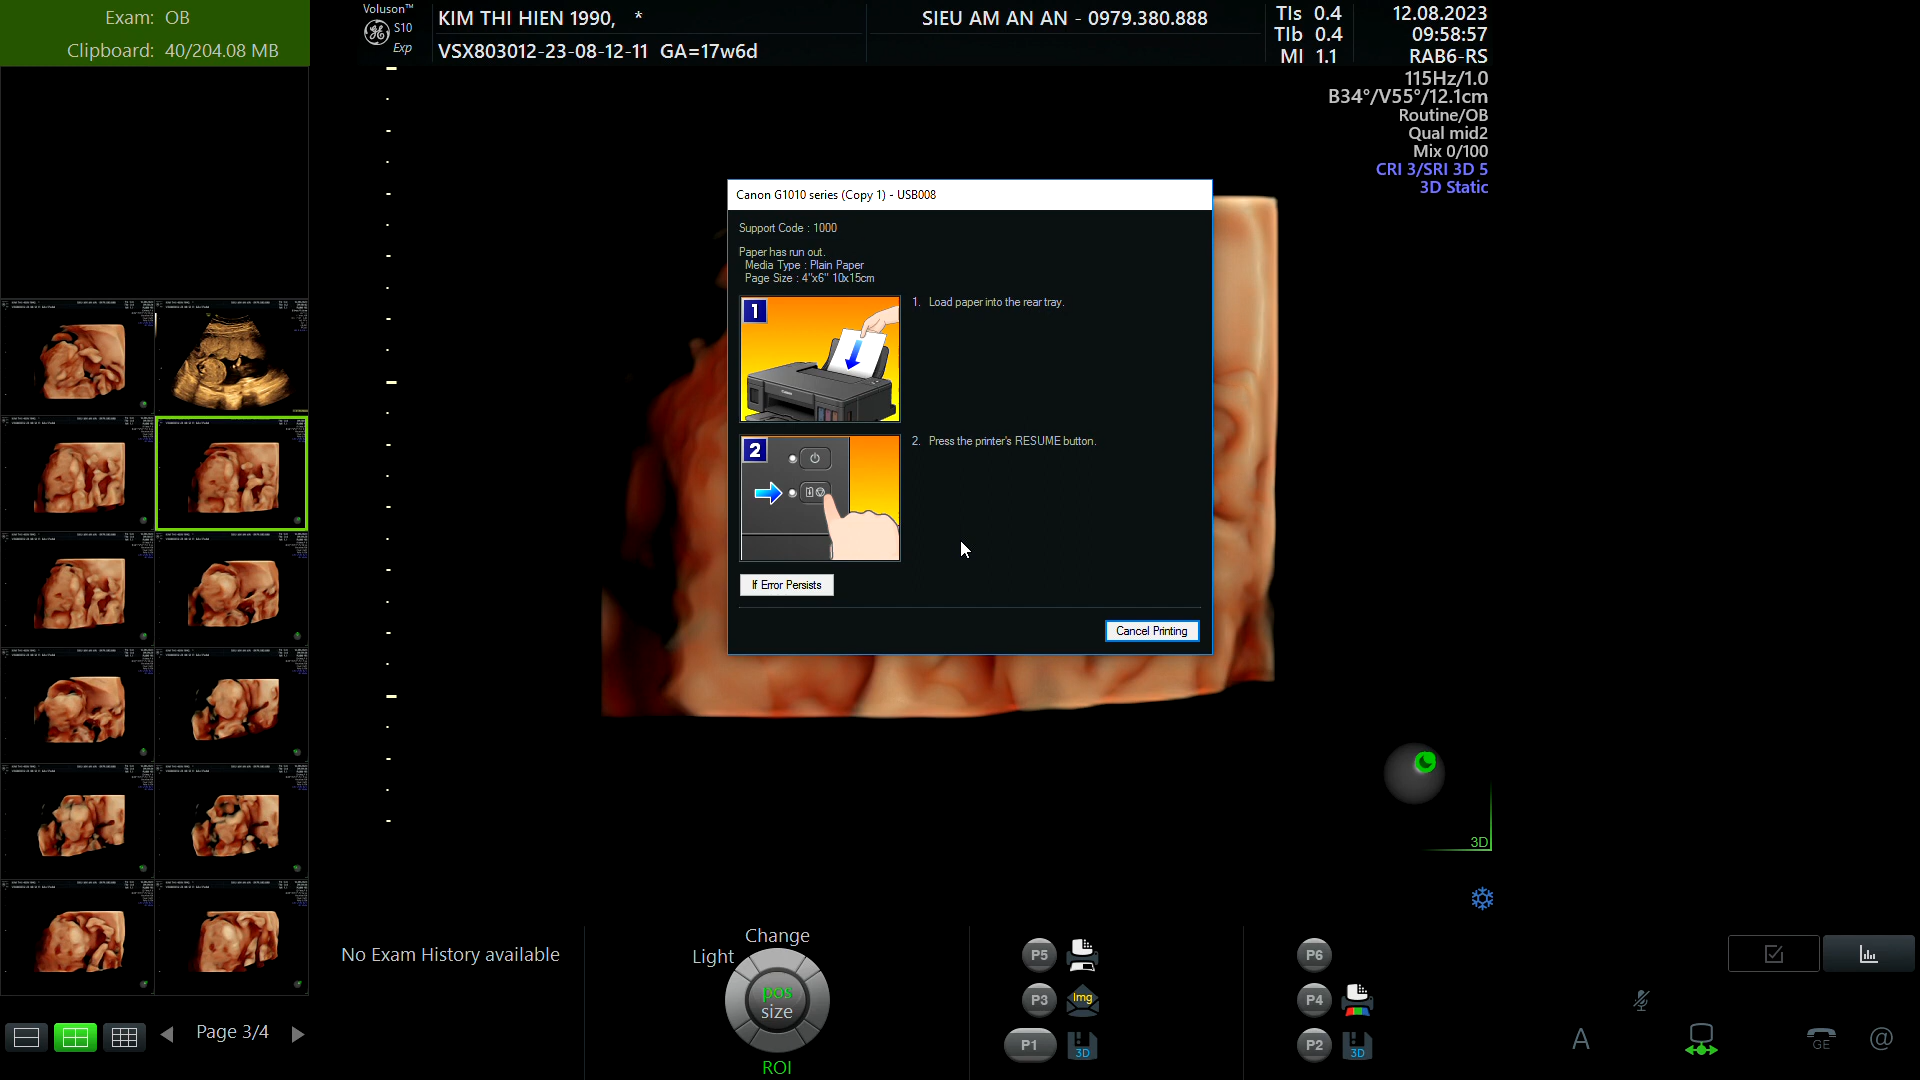 Exam: OB
Clipboard: 40/204.08 MB
Voluson™
S10
Exp
KIM THI HIEN 1990, *
VSX803012-23-08-12-11 GA=17w6d
SIEU AM AN AN - 0979.380.888
TIs 0.4
TIb 0.4
MI 1.1
12.08.2023
09:58:57
RAB6-RS
115Hz/1.0
B34°/V55°/12.1cm
Routine/OB
Qual mid2
Mix 0/100
CRI 3/SRI 3D 5
3D Static
Canon G1010 series (Copy 1) - USB008
Support Code : 1000
Paper has run out.
Media Type : Plain Paper
Page Size : 4"x6" 10x15cm
1
1. Load paper into the rear tray.
2
2. Press the printer's RESUME button.
If Error Persists
Cancel Printing
3D
No Exam History available
Change
Light
pos
size
ROI
P5
P3
Img
P1
3D
P6
P4
P2
3D
A
GE
@
Page 3/4